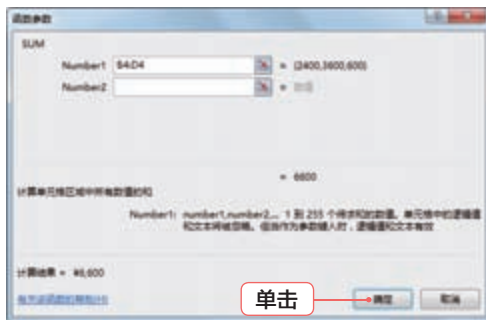 函数参数
SUM
Number1 B4:D4 = {2400,3600,600}
Number2 = 数值
= 6600
计算单元格区域中所有数值的和
Number1: number1,number2,... 1 到 255 个待求和的数值。单元格中的逻辑值
和文本将被忽略。但当作为参数键入时，逻辑值和文本有效
计算结果 = ¥6,600
有关该函数的帮助(H)
单击
确定 取消